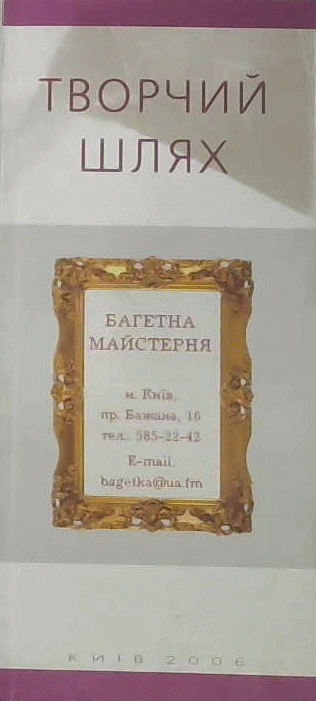 ТВОРЧИЙ
ШЛЯХ
БАГЕТНА
МАЙСТЕРНЯ
м. Київ,
пр. Бажана, 16
тел.. 585-22-42
E-mail.
bagetka@ua.fm
КИЇВ 2006